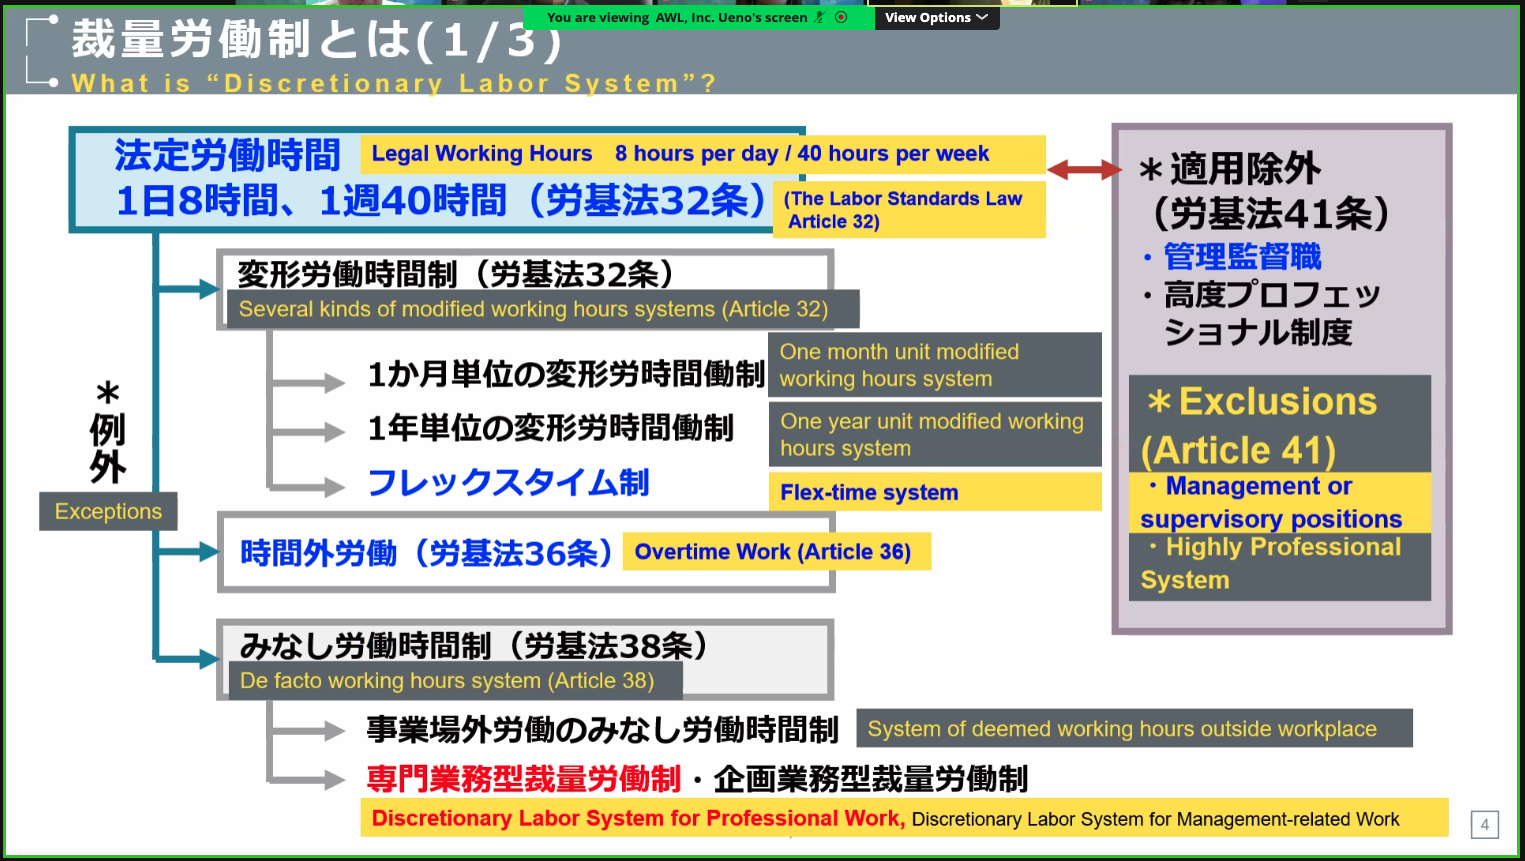 You are viewing AWL, Inc. Ueno's screen
View Options
裁量労働制とは(1/3)
What is “Discretionary Labor System”?
法定労働時間
Legal Working Hours 8 hours per day / 40 hours per week
1日8時間、1週40時間（労基法32条）
(The Labor Standards Law
Article 32)
＊適用除外
（労基法41条）
・管理監督職
・高度プロフェッ
ショナル制度
＊Exclusions
(Article 41)
・Management or
supervisory positions
・Highly Professional
System
＊例外
Exceptions
変形労働時間制（労基法32条）
Several kinds of modified working hours systems (Article 32)
1か月単位の変形労時間働制
One month unit modified
working hours system
1年単位の変形労時間働制
One year unit modified working
hours system
フレックスタイム制
Flex-time system
時間外労働（労基法36条）
Overtime Work (Article 36)
みなし労働時間制（労基法38条）
De facto working hours system (Article 38)
事業場外労働のみなし労働時間制
System of deemed working hours outside workplace
専門業務型裁量労働制・企画業務型裁量労働制
Discretionary Labor System for Professional Work, Discretionary Labor System for Management-related Work
4